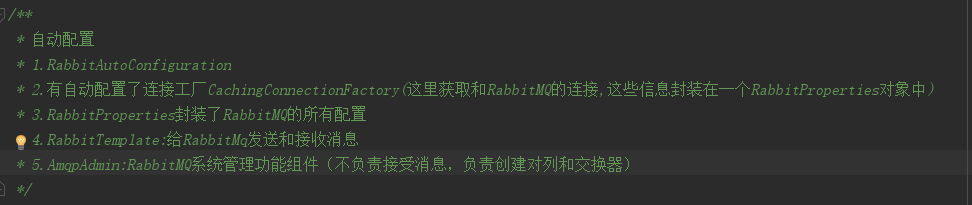 /**
* 自动配置
* 1.RabbitAutoConfiguration
* 2.有自动配置了连接工厂CachingConnectionFactory(这里获取和RabbitMQ的连接,这些信息封装在一个RabbitProperties对象中)
* 3.RabbitProperties封装了RabbitMQ的所有配置
4.RabbitTemplate:给RabbitMq发送和接收消息
* 5.AmqpAdmin:RabbitMQ系统管理功能组件（不负责接受消息，负责创建对列和交换器）
*/